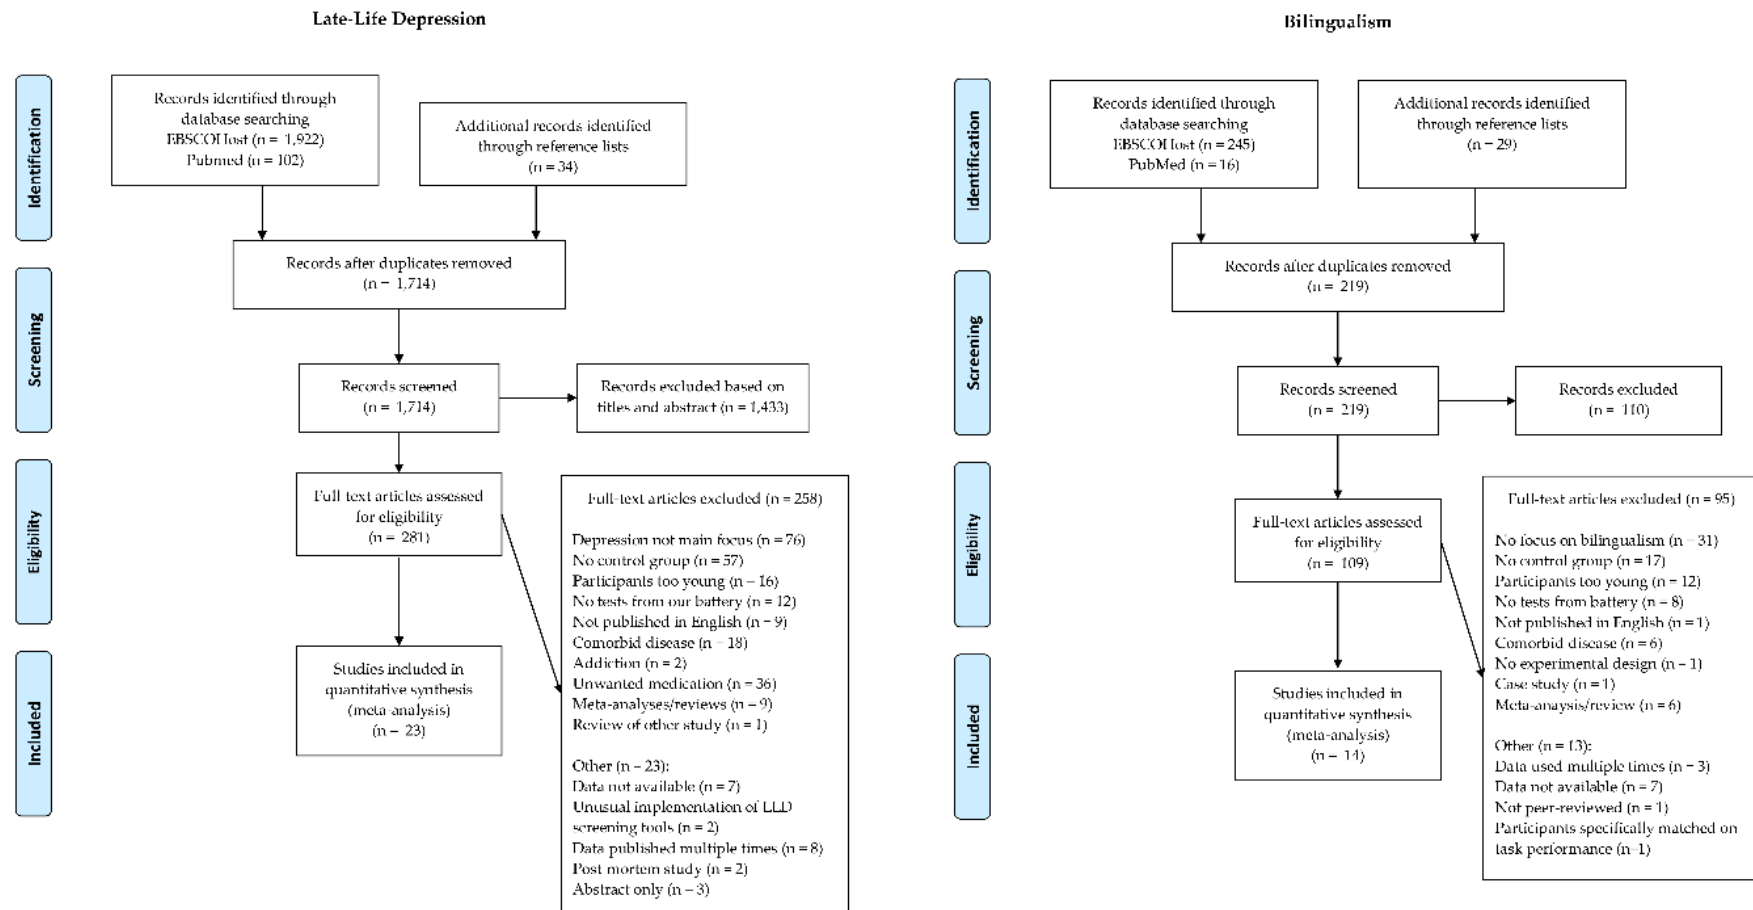 Late-Life Depression
Identification
Records identified through
database searching
EBSCOHost (n = 1,922)
Pubmed (n = 102)
Additional records identified
through reference lists
(n = 34)
Records after duplicates removed
(n = 1,714)
Screening
Records screened
(n = 1,714)
Records excluded based on
titles and abstract (n = 1,433)
Eligibility
Full-text articles assessed
for eligibility
(n = 281)
Full-text articles excluded (n = 258)
Depression not main focus (n = 76)
No control group (n = 57)
Participants too young (n = 16)
No tests from our battery (n = 12)
Not published in English (n = 9)
Comorbid disease (n = 18)
Addiction (n = 2)
Unwanted medication (n = 36)
Meta-analyses/reviews (n = 9)
Review of other study (n = 1)
Other (n = 23):
Data not available (n = 7)
Unusual implementation of LLD
screening tools (n = 2)
Data published multiple times (n = 8)
Post mortem study (n = 2)
Abstract only (n = 3)
Included
Studies included in
quantitative synthesis
(meta-analysis)
(n = 23)
Bilingualism
Identification
Records identified through
database searching
EBSCOHost (n = 245)
PubMed (n = 16)
Additional records identified
through reference lists
(n = 29)
Records after duplicates removed
(n = 219)
Screening
Records screened
(n = 219)
Records excluded
(n = 110)
Eligibility
Full-text articles assessed
for eligibility
(n = 109)
Full-text articles excluded (n = 95)
No focus on bilingualism (n = 31)
No control group (n = 17)
Participants too young (n = 12)
No tests from battery (n = 8)
Not published in English (n = 1)
Comorbid disease (n = 6)
No experimental design (n = 1)
Case study (n = 1)
Meta-anaysis/review (n = 6)
Other (n = 13):
Data used multiple times (n = 3)
Data not available (n = 7)
Not peer-reviewed (n = 1)
Participants specifically matched on
task performance (n=1)
Included
Studies included in
quantitative synthesis
(meta-analysis)
(n = 14)